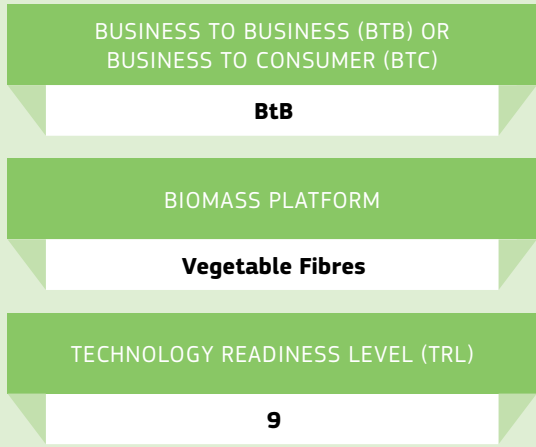 BUSINESS TO BUSINESS (BTB) OR
BUSINESS TO CONSUMER (BTC)
BtB
BIOMASS PLATFORM
Vegetable Fibres
TECHNOLOGY READINESS LEVEL (TRL)
9